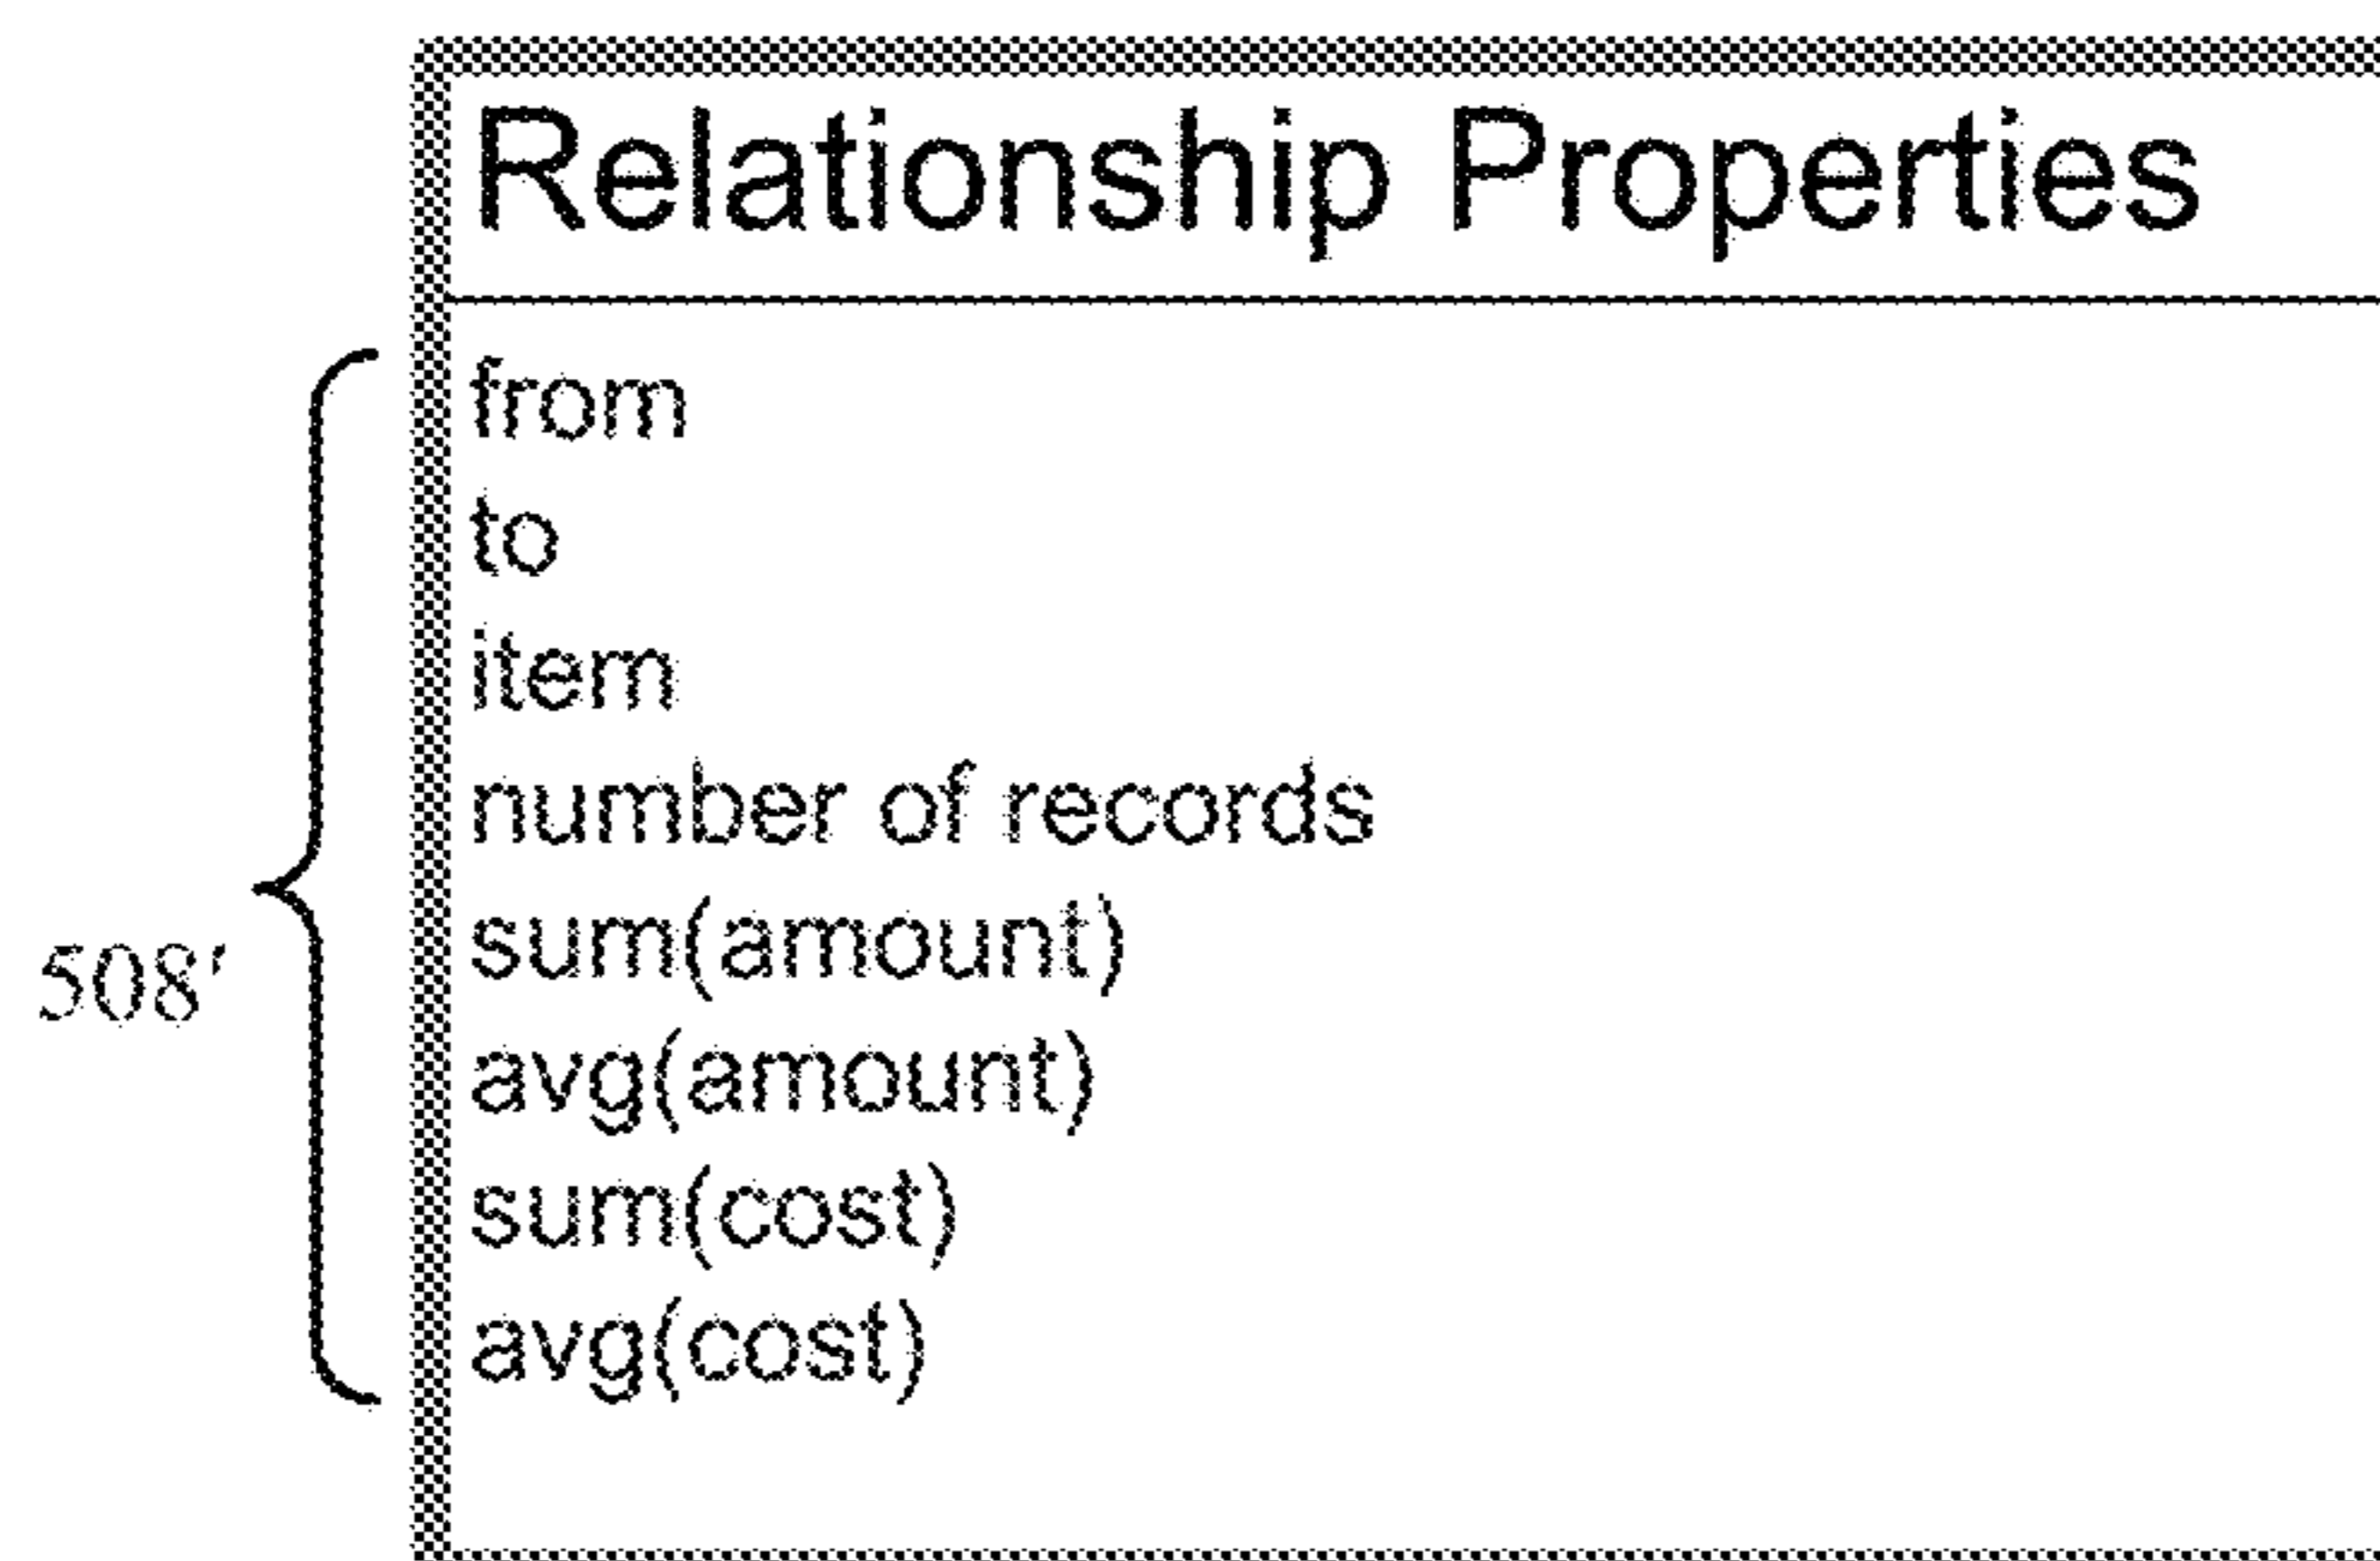 Relationship Properties
from
to
item
number of records
sum(amount)
avg(amount)
sum(cost)
avg(cost)
508'